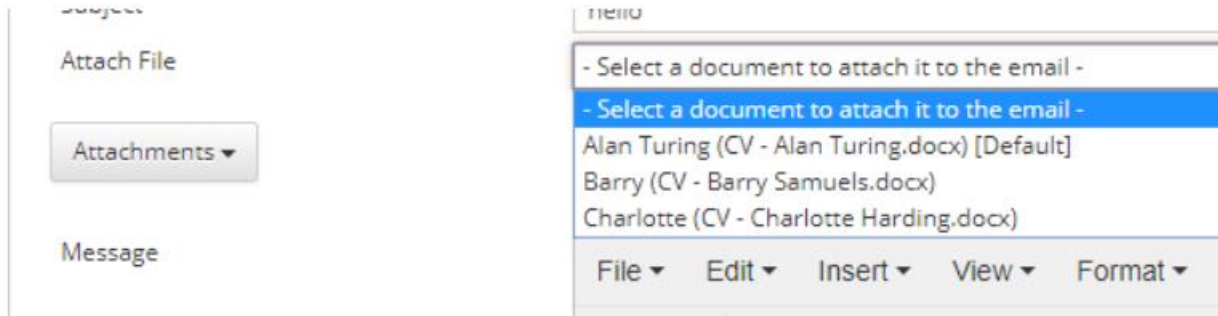 Subject
hello
Attach File
- Select a document to attach it to the email -
- Select a document to attach it to the email -
Attachments
Alan Turing (CV - Alan Turing.docx) [Default]
Barry (CV - Barry Samuels.docx)
Charlotte (CV - Charlotte Harding.docx)
Message
File Edit Insert View Format